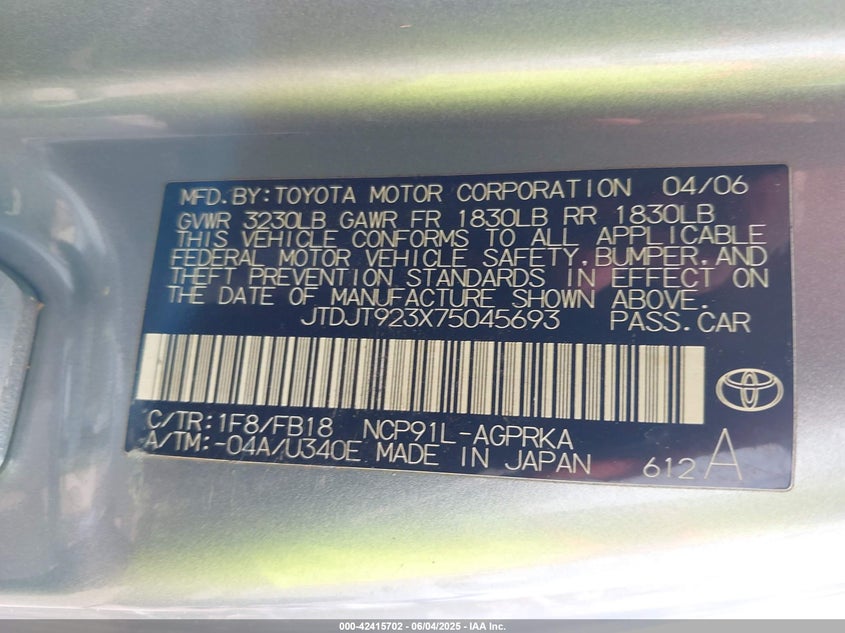 MFD.BY:TOYOTA MOTOR CORPORATION 04/06
GVWR 3230LB GAWR FR 1830LB RR 1830LB
THIS VEHICLE CONFORMS TO ALL APPLICABLE
FEDERAL MOTOR VEHICLE SAFETY,BUMPER,AND
THEFT PREVENTION STANDARDS IN EFFECT ON
THE DATE OF MANUFACTURE SHOWN ABOVE.
JTDJT923X75045693 PASS.CAR
C/TR:1F8/FB18 NCP91L-AGPRKA
A/TM:-04A/U340E MADE IN JAPAN 612 A
000-42415702 | 06/04/2025 | IAA Inc.